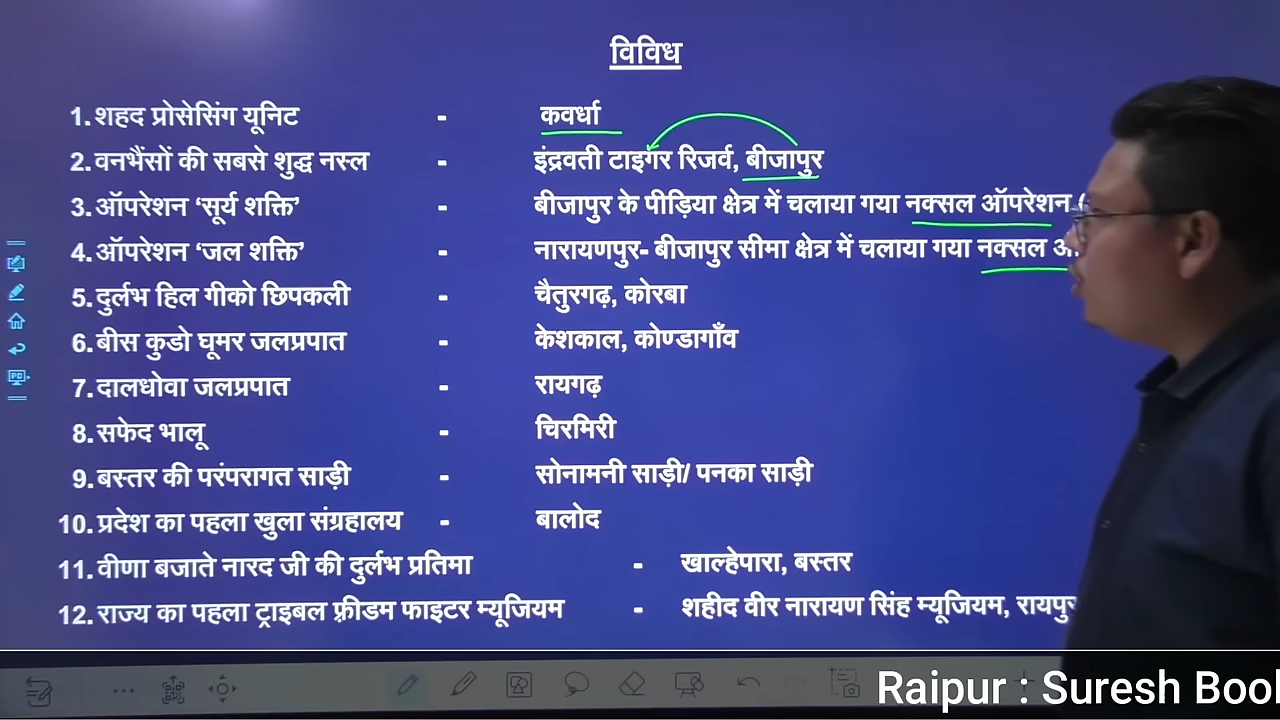 विविध
1. शहद प्रोसेसिंग यूनिट - कवर्धा
2. वनभैंसों की सबसे शुद्ध नस्ल - इंद्रवती टाइगर रिजर्व, बीजापुर
3. ऑपरेशन ‘सूर्य शक्ति’ - बीजापुर के पीड़िया क्षेत्र में चलाया गया नक्सल ऑपरेशन
4. ऑपरेशन ‘जल शक्ति’ - नारायणपुर- बीजापुर सीमा क्षेत्र में चलाया गया नक्सल
5. दुर्लभ हिल गीको छिपकली - चैतुरगढ़, कोरबा
6. बीस कुडो घूमर जलप्रपात - केशकाल, कोण्डागाँव
7. दालधोवा जलप्रपात - रायगढ़
8. सफेद भालू - चिरमिरी
9. बस्तर की परंपरागत साड़ी - सोनामनी साड़ी/ पनका साड़ी
10. प्रदेश का पहला खुला संग्रहालय - बालोद
11. वीणा बजाते नारद जी की दुर्लभ प्रतिमा - खाल्हेपारा, बस्तर
12. राज्य का पहला ट्राइबल फ़्रीडम फाइटर म्यूजियम - शहीद वीर नारायण सिंह म्यूजियम, रायपुर
Raipur : Suresh Boo